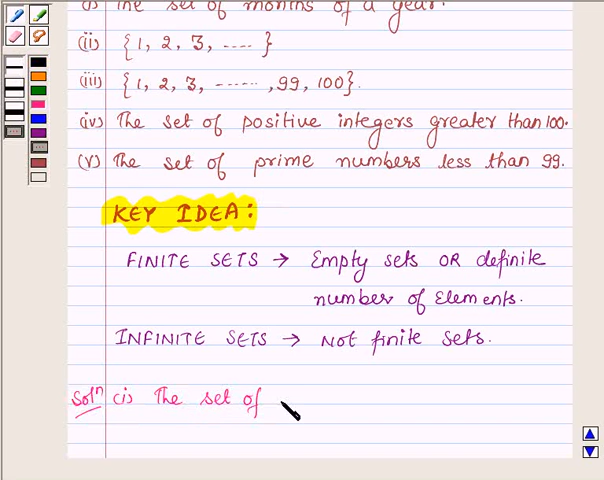 (i) The set of months of a year.
(ii) {1, 2, 3, ..... }
(iii) {1, 2, 3, ...... , 99, 100}.
(iv) The set of positive integers greater than 100.
(v) The set of prime numbers less than 99.
KEY IDEA:
FINITE SETS → Empty sets OR definite
number of Elements.
INFINITE SETS → Not finite sets.
Solⁿ (i) The set of